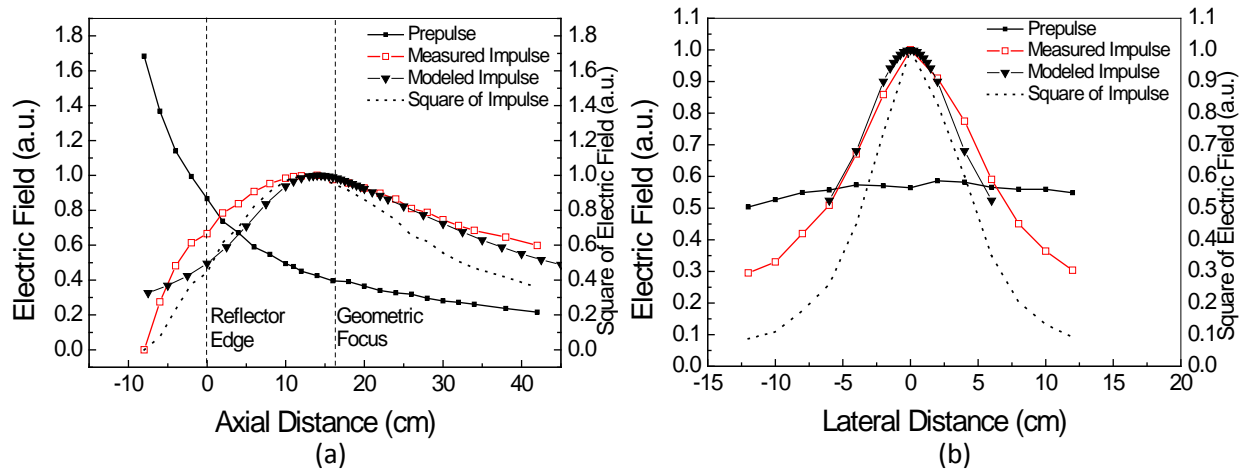 Prepulse
Measured Impulse
Modeled Impulse
Square of Impulse
1.8
1.6
1.4
1.2
1.0
0.8
0.6
0.4
0.2
0.0
Electric Field (a.u.)
1.8
1.6
1.4
1.2
1.0
0.8
0.6
0.4
0.2
0.0
Square of Electric Field (a.u.)
Reflector
Edge
Geometric
Focus
-10 0 10 20 30 40
Axial Distance (cm)
(a)
Prepulse
Measured Impulse
Modeled Impulse
Square of Impulse
1.1
1.0
0.9
0.8
0.7
0.6
0.5
0.4
0.3
0.2
0.1
0.0
Electric Field (a.u.)
1.1
1.0
0.9
0.8
0.7
0.6
0.5
0.4
0.3
0.2
0.1
0.0
Square of Electric Field (a.u.)
-15 -10 -5 0 5 10 15 20
Lateral Distance (cm)
(b)